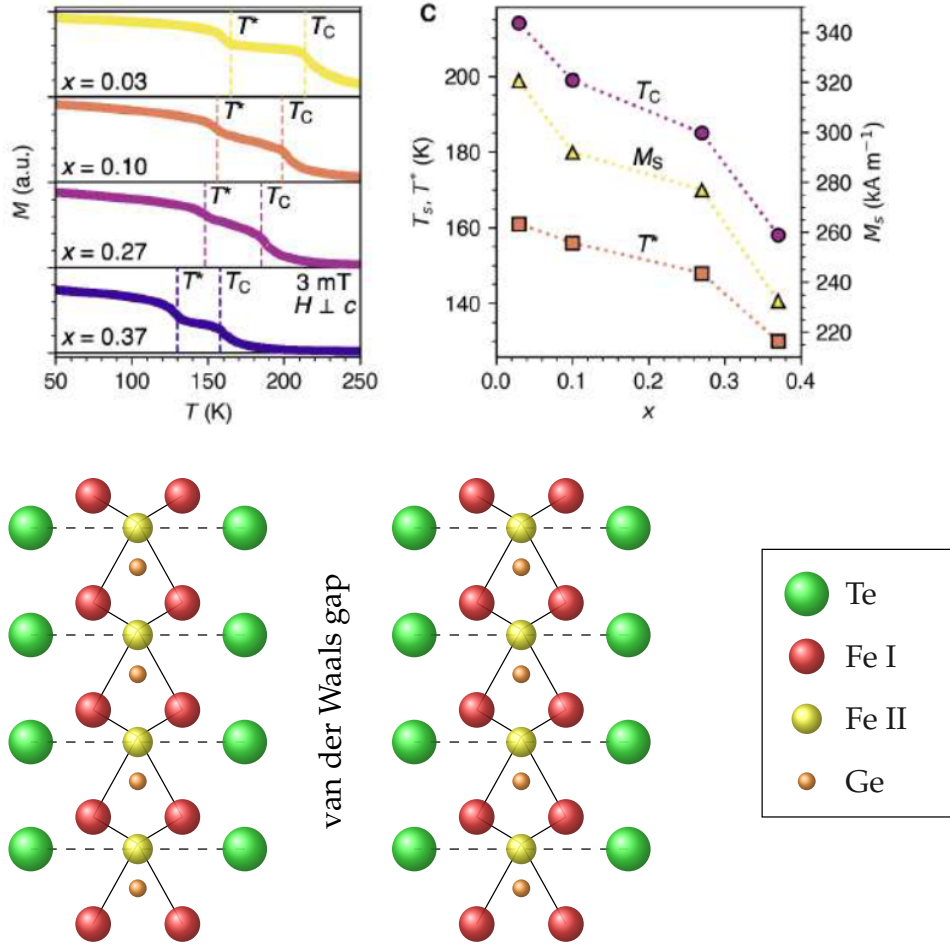 T* T_C
x = 0.03
T* T_C
x = 0.10
T* T_C
x = 0.27
T* T_C
3 mT
H ⊥ c
x = 0.37
M (a.u.)
50 100 150 200 250
T (K)
C
200
180
160
140
T_s, T* (K)
T_C
M_S
T*
340
320
300
280
260
240
220
M_s (kA m⁻¹)
0.0 0.1 0.2 0.3 0.4
x
van der Waals gap
Te
Fe I
Fe II
Ge